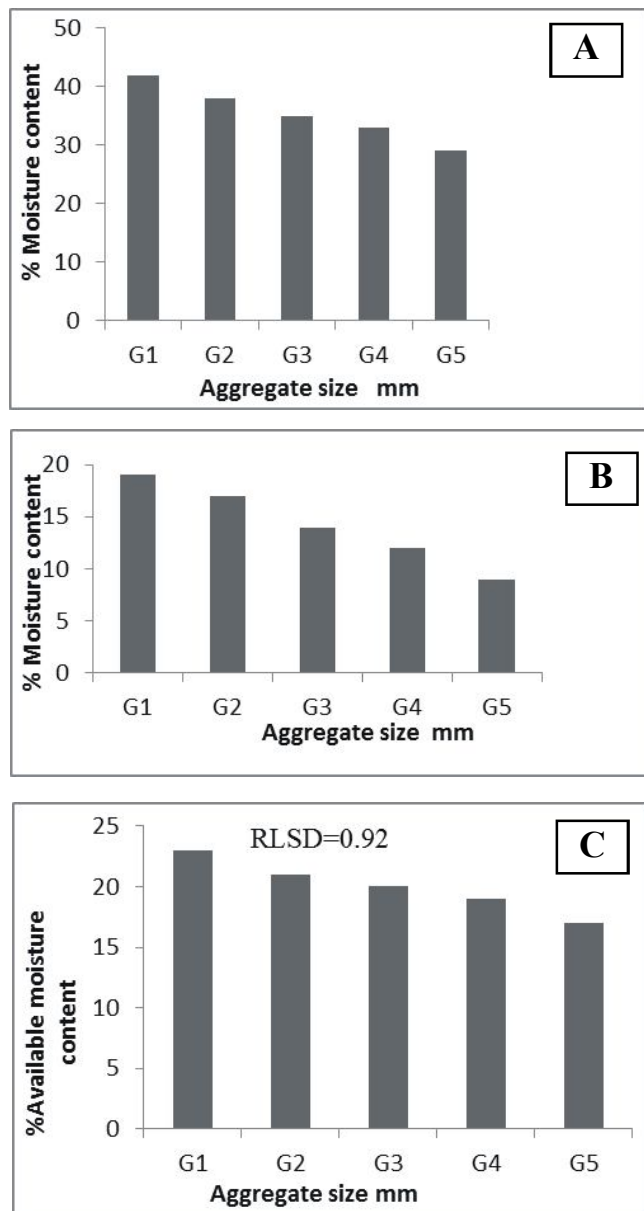 A
% Moisture content
50
40
30
20
10
0
G1 G2 G3 G4 G5
Aggregate size mm
B
% Moisture content
20
15
10
5
0
G1 G2 G3 G4 G5
Aggregate size mm
C
RLSD=0.92
%Available moisture
content
25
20
15
10
5
0
G1 G2 G3 G4 G5
Aggregate size mm